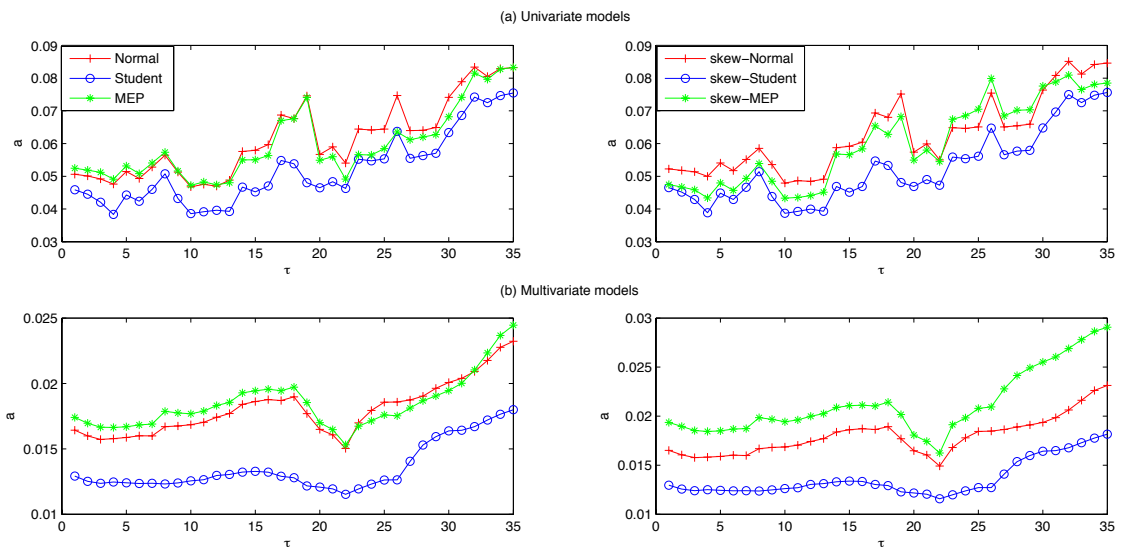 (a) Univariate models
0.09
0.08
0.07
0.06
0.05
0.04
0.03
a
Normal
Student
MEP
0 5 10 15 20 25 30 35
τ
0.09
0.08
0.07
0.06
0.05
0.04
0.03
a
skew-Normal
skew-Student
skew-MEP
0 5 10 15 20 25 30 35
τ
(b) Multivariate models
0.025
0.02
0.015
0.01
a
0 5 10 15 20 25 30 35
τ
0.03
0.025
0.02
0.015
0.01
a
0 5 10 15 20 25 30 35
τ